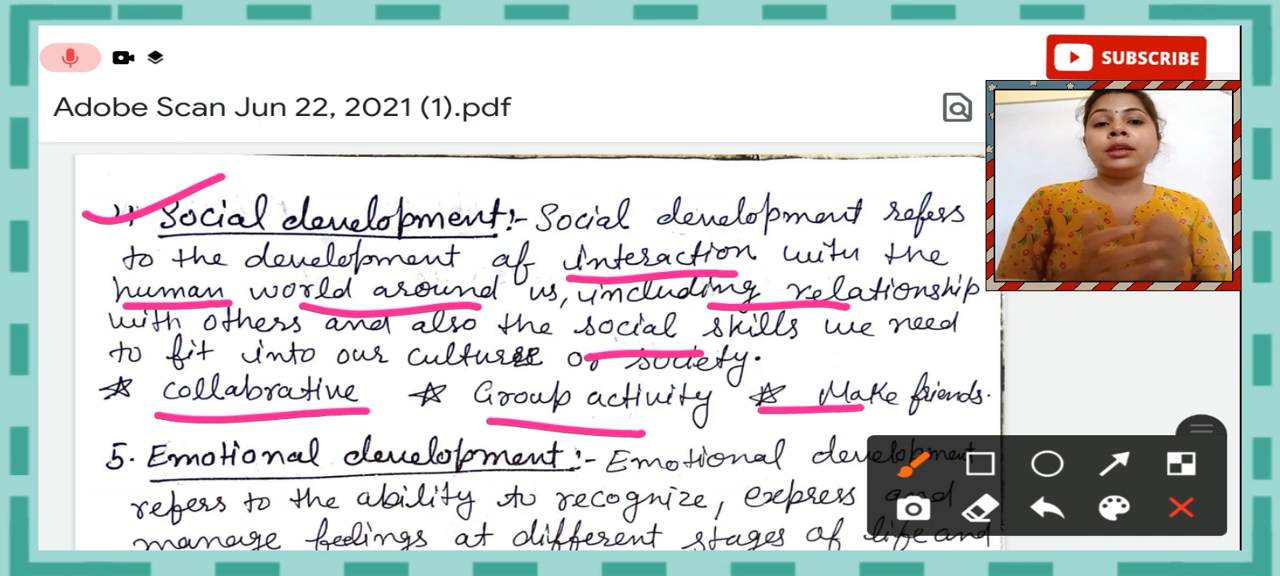 SUBSCRIBE
Adobe Scan Jun 22, 2021 (1).pdf
Social development:- Social development refers
to the development of interaction with the
human world around us, including relationship
with others and also the social skills we need
to fit into our culture or society.
☆ collabrative ☆ Group activity ☆ Make friends.
5. Emotional development:- Emotional development
refers to the ability to recognize, express and
manage feelings at different stages of life and